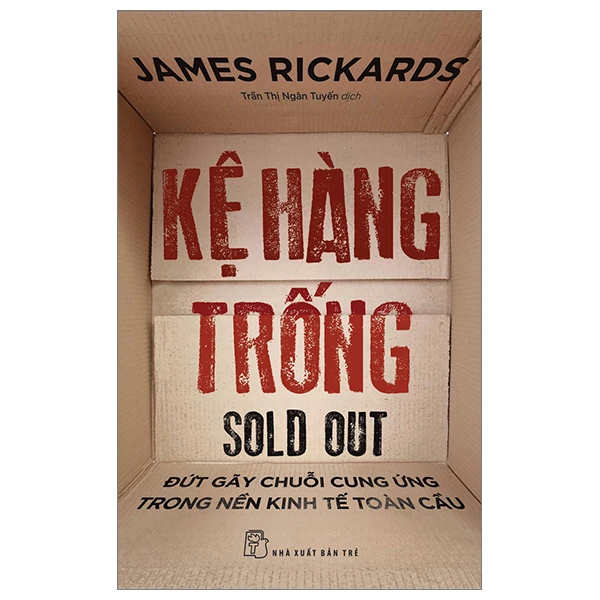 JAMES RICKARDS
Trần Thị Ngân Tuyến dịch
KỆ HÀNG
TRỐNG
SOLD OUT
ĐỨT GÃY CHUỖI CUNG ỨNG
TRONG NỀN KINH TẾ TOÀN CẦU
NHÀ XUẤT BẢN TRẺ